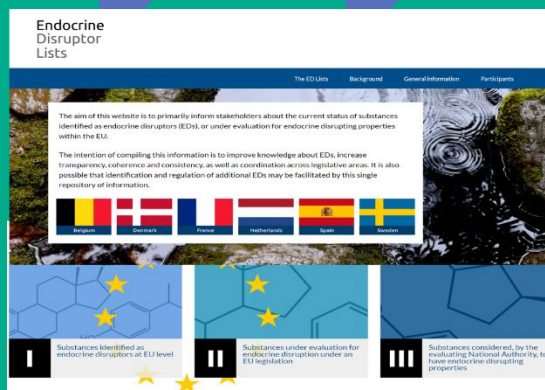 Endocrine
Disruptor
Lists
The ED Lists Background General information Participants
The aim of this website is to primarily inform stakeholders about the current status of substances
identified as endocrine disruptors (EDs), or under evaluation for endocrine disrupting properties
within the EU.
The intention of compiling this information is to improve knowledge about EDs, increase
transparency, coherence and consistency, as well as coordination across legislative areas. It is also
possible that identification and regulation of additional EDs may be facilitated by this single
repository of information.
Belgium Denmark France Netherlands Spain Sweden
I
Substances identified as
endocrine disruptors at EU level
II
Substances under evaluation for
endocrine disruption under an
EU legislation
III
Substances considered, by the
evaluating National Authority, to
have endocrine disrupting
properties